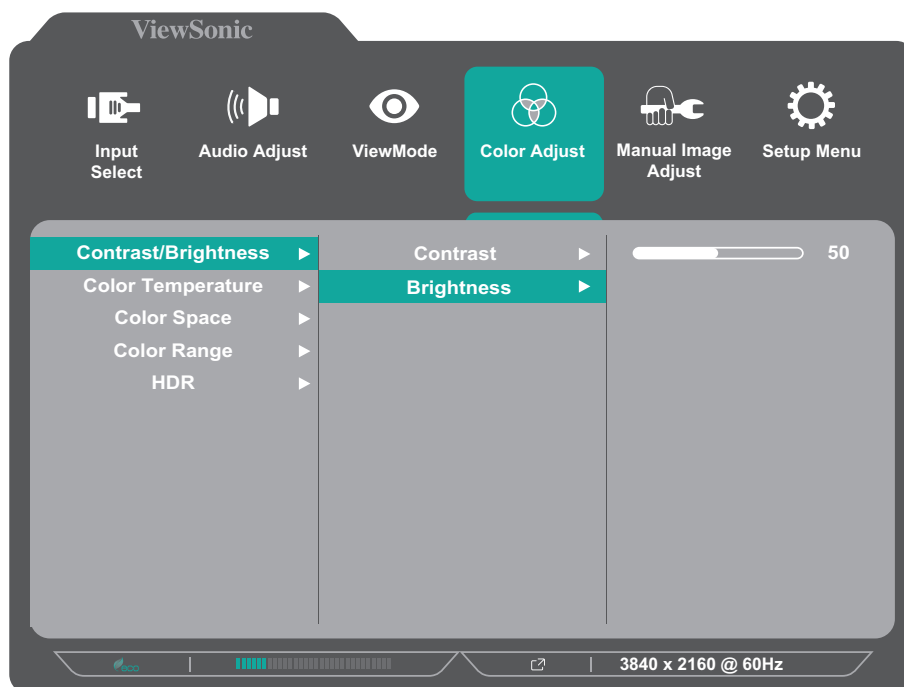 ViewSonic
Input Select
Audio Adjust
ViewMode
Color Adjust
Manual Image Adjust
Setup Menu
Contrast/Brightness
Contrast
50
Color Temperature
Brightness
Color Space
Color Range
HDR
eco
3840 x 2160 @ 60Hz